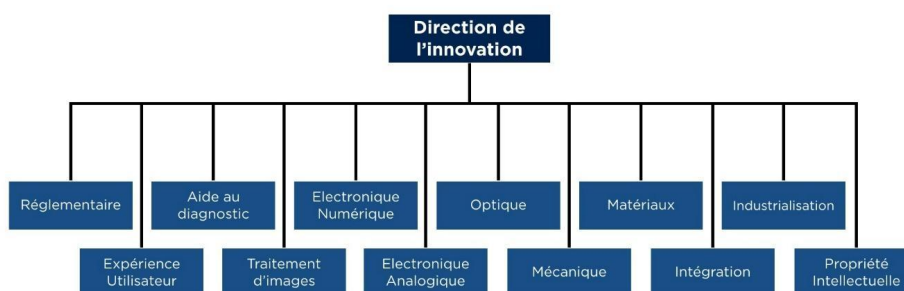 Direction de
l'innovation
Réglementaire
Aide au
diagnostic
Electronique
Numérique
Optique
Matériaux
Industrialisation
Expérience
Utilisateur
Traitement
d'images
Electronique
Analogique
Mécanique
Intégration
Propriété
Intellectuelle